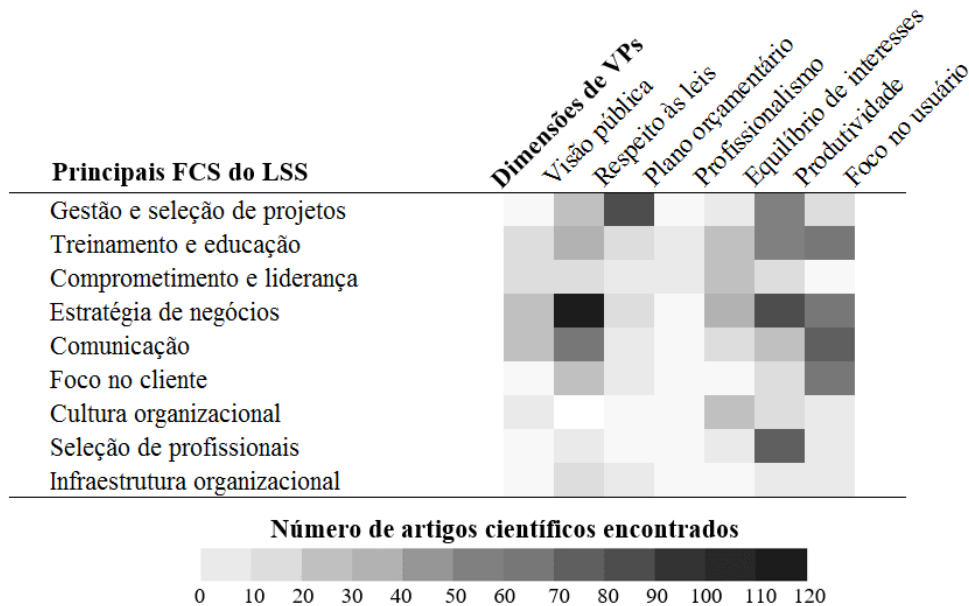 Dimensões de VPs
Visão pública
Respeito às leis
Plano orçamentário
Profissionalismo
Equilíbrio de interesses
Produtividade
Foco no usuário
Principais FCS do LSS
Gestão e seleção de projetos
Treinamento e educação
Comprometimento e liderança
Estratégia de negócios
Comunicação
Foco no cliente
Cultura organizacional
Seleção de profissionais
Infraestrutura organizacional
Número de artigos científicos encontrados
0 10 20 30 40 50 60 70 80 90 100 110 120